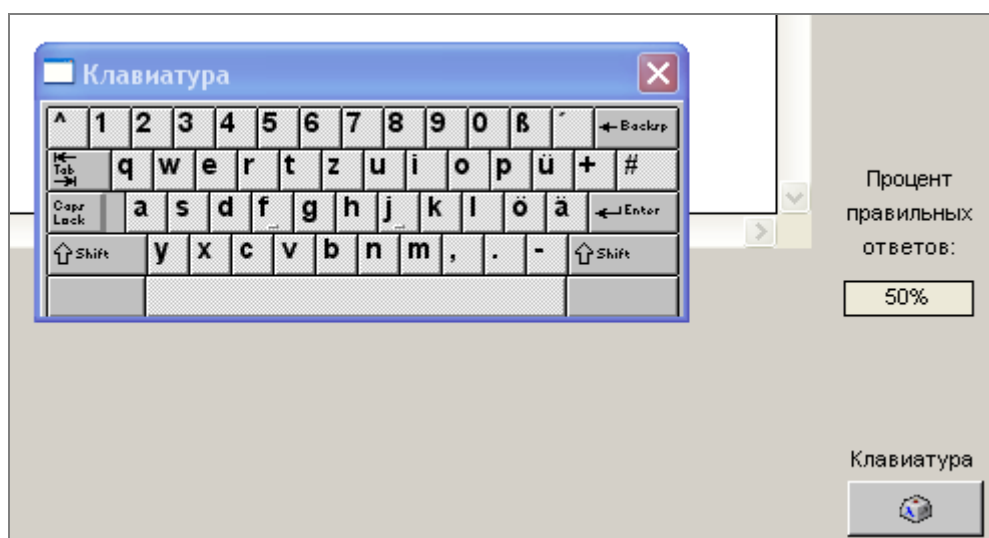 Клавиатура
^ 1 2 3 4 5 6 7 8 9 0 ß ´ Backsp
Tab q w e r t z u i o p ü + #
Caps Lock a s d f g h j k l ö ä Enter
Shift y x c v b n m , . - Shift
Процент
правильных
ответов:
50%
Клавиатура